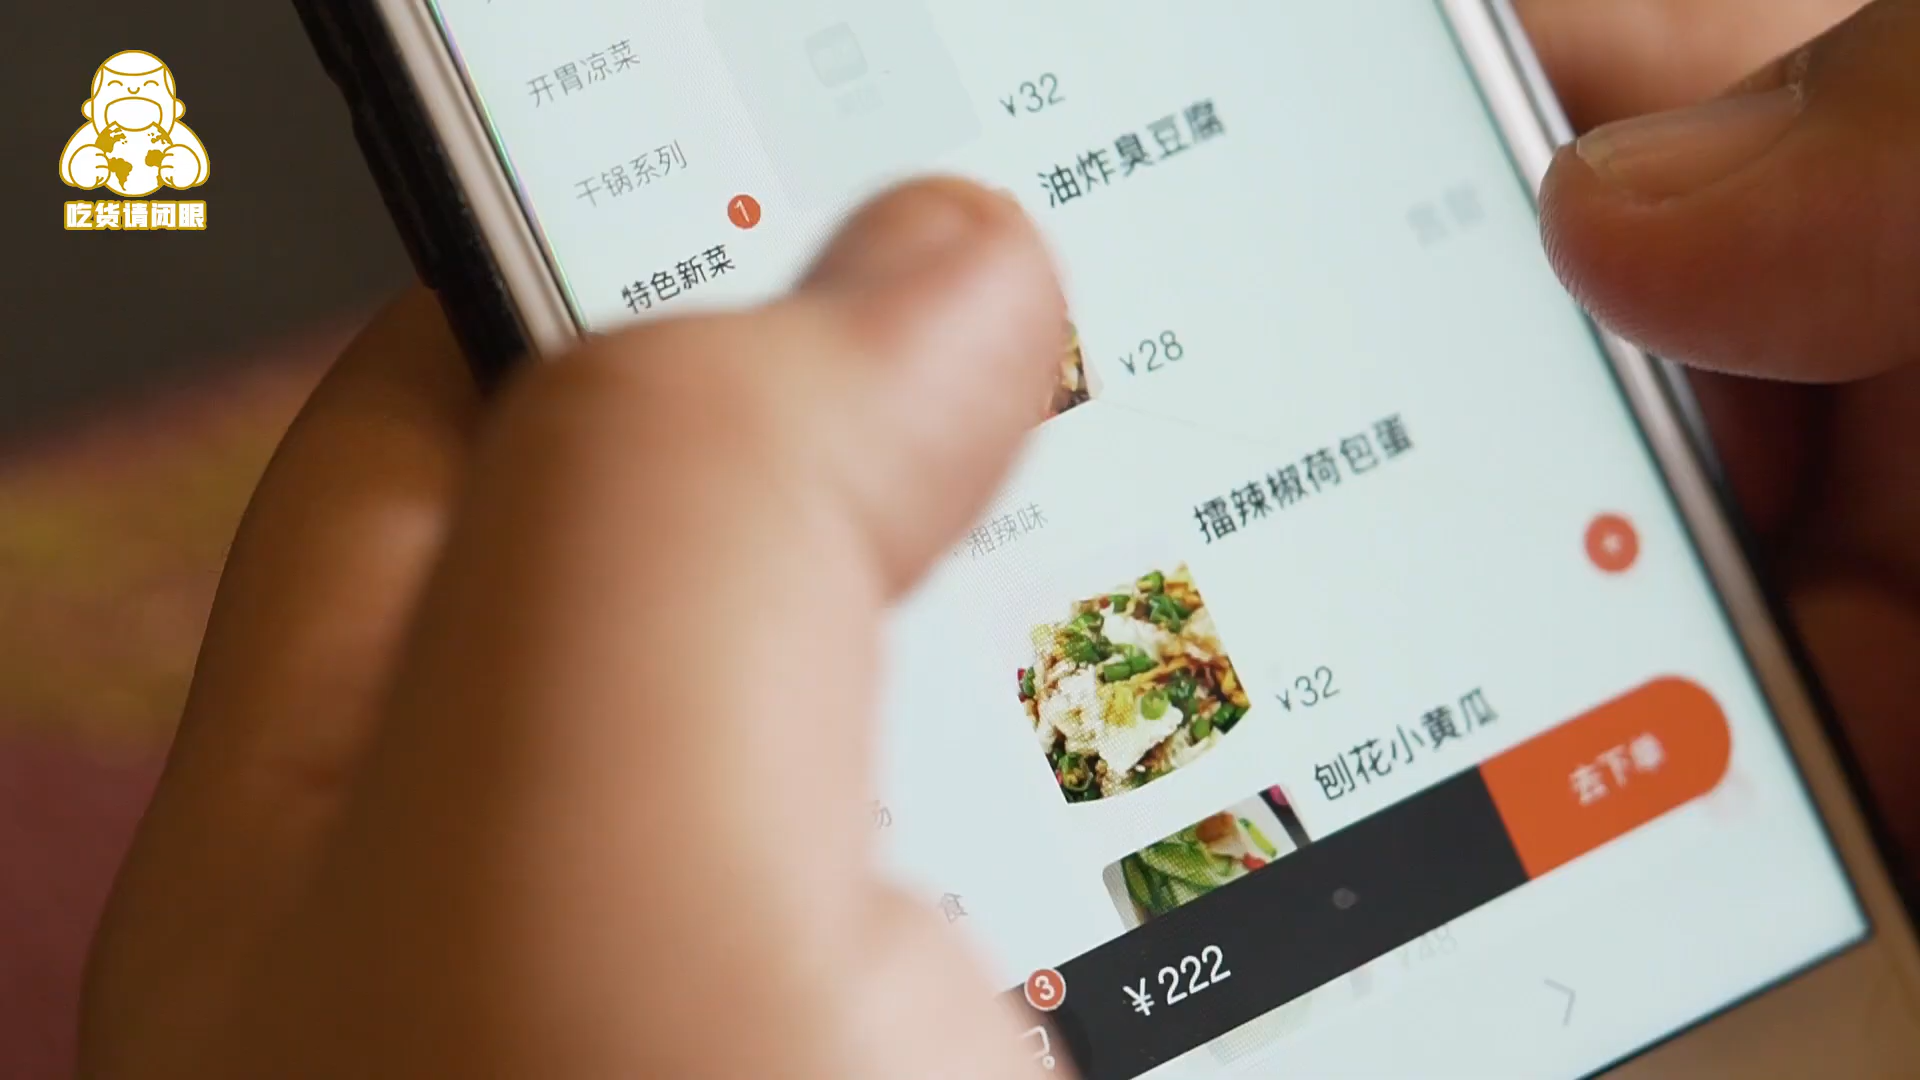 吃货请闭眼
开胃凉菜
干锅系列
1
特色新菜
¥32
油炸臭豆腐
¥28
湘辣味
擂辣椒荷包蛋
¥32
刨花小黄瓜
汤
食
去下单
3
¥222